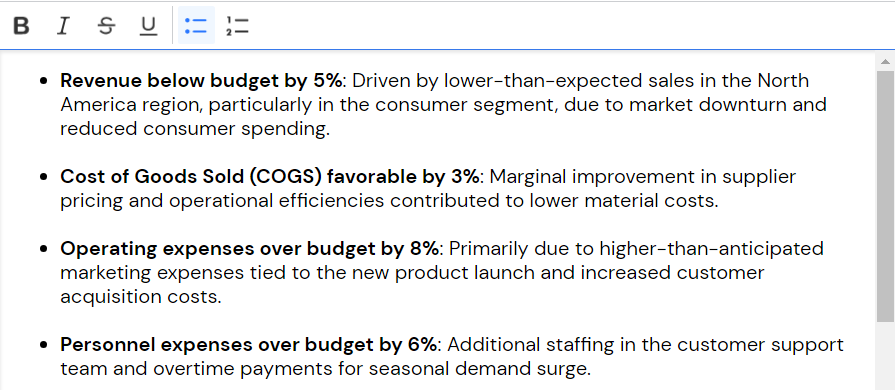 B I S U
Revenue below budget by 5%: Driven by lower-than-expected sales in the North
America region, particularly in the consumer segment, due to market downturn and
reduced consumer spending.
Cost of Goods Sold (COGS) favorable by 3%: Marginal improvement in supplier
pricing and operational efficiencies contributed to lower material costs.
Operating expenses over budget by 8%: Primarily due to higher-than-anticipated
marketing expenses tied to the new product launch and increased customer
acquisition costs.
Personnel expenses over budget by 6%: Additional staffing in the customer support
team and overtime payments for seasonal demand surge.